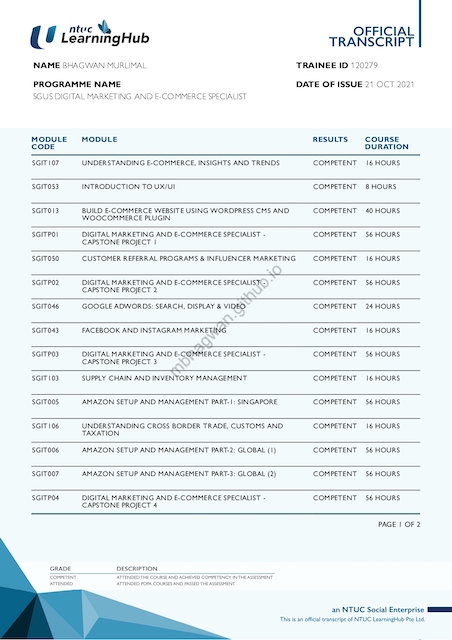 ntuc
LearningHub
OFFICIAL
TRANSCRIPT
NAME BHAGWAN MURLIMAL
TRAINEE ID 120279
PROGRAMME NAME
DATE OF ISSUE 21 OCT 2021
SGUS DIGITAL MARKETING AND E-COMMERCE SPECIALIST
MODULE CODE MODULE RESULTS COURSE DURATION
SGIT107 UNDERSTANDING E-COMMERCE, INSIGHTS AND TRENDS COMPETENT 16 HOURS
SGIT053 INTRODUCTION TO UX/UI COMPETENT 8 HOURS
SGIT013 BUILD E-COMMERCE WEBSITE USING WORDPRESS CMS AND COMPETENT 40 HOURS
WOOCOMMERCE PLUGIN
SGITP01 DIGITAL MARKETING AND E-COMMERCE SPECIALIST - COMPETENT 56 HOURS
CAPSTONE PROJECT 1
SGIT050 CUSTOMER REFERRAL PROGRAMS & INFLUENCER MARKETING COMPETENT 16 HOURS
SGITP02 DIGITAL MARKETING AND E-COMMERCE SPECIALIST - COMPETENT 56 HOURS
CAPSTONE PROJECT 2
SGIT046 GOOGLE ADWORDS: SEARCH, DISPLAY & VIDEO COMPETENT 24 HOURS
SGIT043 FACEBOOK AND INSTAGRAM MARKETING COMPETENT 16 HOURS
SGITP03 DIGITAL MARKETING AND E-COMMERCE SPECIALIST - COMPETENT 56 HOURS
CAPSTONE PROJECT 3
SGIT103 SUPPLY CHAIN AND INVENTORY MANAGEMENT COMPETENT 16 HOURS
SGIT005 AMAZON SETUP AND MANAGEMENT PART-1: SINGAPORE COMPETENT 56 HOURS
SGIT106 UNDERSTANDING CROSS BORDER TRADE, CUSTOMS AND COMPETENT 16 HOURS
TAXATION
SGIT006 AMAZON SETUP AND MANAGEMENT PART-2: GLOBAL (1) COMPETENT 56 HOURS
SGIT007 AMAZON SETUP AND MANAGEMENT PART-3: GLOBAL (2) COMPETENT 56 HOURS
SGITP04 DIGITAL MARKETING AND E-COMMERCE SPECIALIST - COMPETENT 56 HOURS
CAPSTONE PROJECT 4
mbhagwan.github.io
PAGE 1 OF 2
GRADE DESCRIPTION
COMPETENT ATTENDED THE COURSE AND ACHIEVED COMPETENCY IN THE ASSESSMENT
ATTENDED ATTENDED PDPA COURSES AND PASSED THE ASSESSMENT
an NTUC Social Enterprise
This is an official transcript of NTUC LearningHub Pte Ltd.